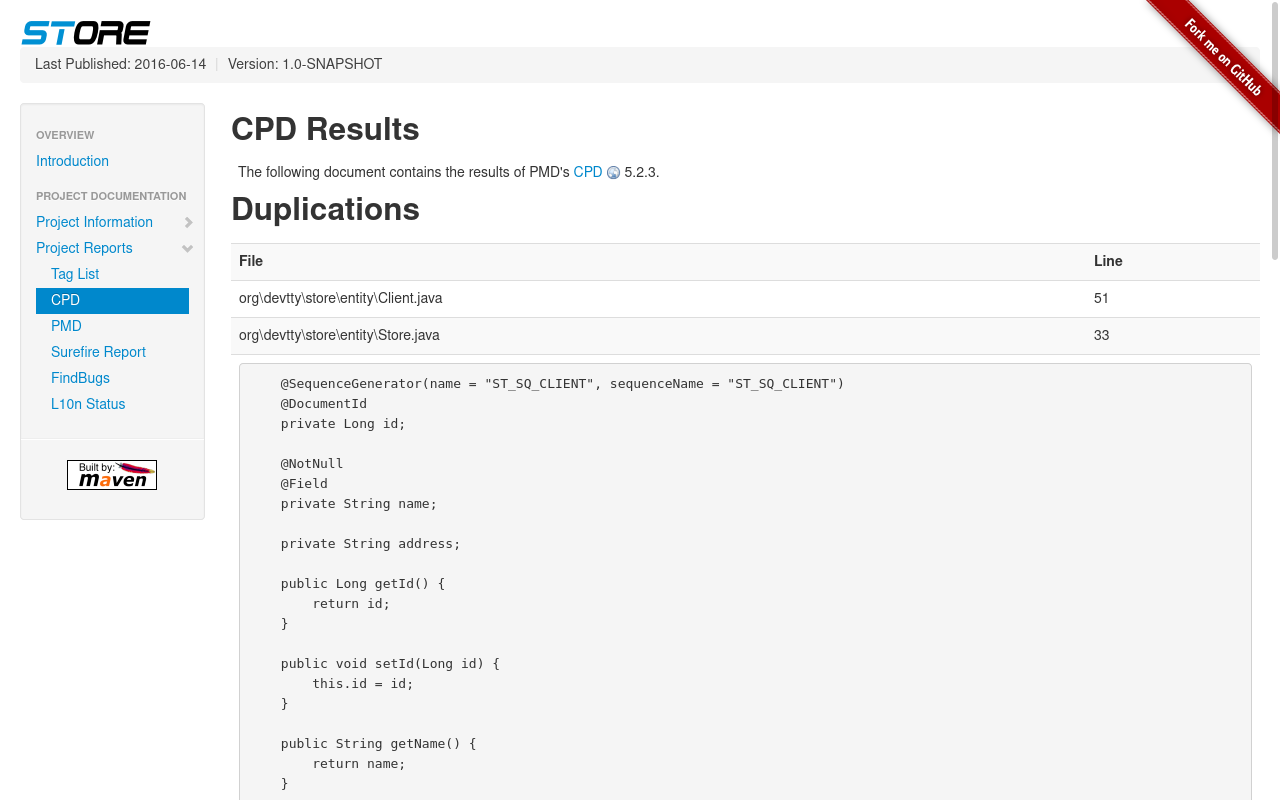 STORE
Fork me on GitHub
Last Published: 2016-06-14 | Version: 1.0-SNAPSHOT
OVERVIEW
Introduction
PROJECT DOCUMENTATION
Project Information
Project Reports
Tag List
CPD
PMD
Surefire Report
FindBugs
L10n Status
Built by:
maven
CPD Results
The following document contains the results of PMD's CPD 5.2.3.
Duplications
File Line
org\devtty\store\entity\Client.java 51
org\devtty\store\entity\Store.java 33
@SequenceGenerator(name = "ST_SQ_CLIENT", sequenceName = "ST_SQ_CLIENT")
@DocumentId
private Long id;
@NotNull
@Field
private String name;
private String address;
public Long getId() {
return id;
}
public void setId(Long id) {
this.id = id;
}
public String getName() {
return name;
}